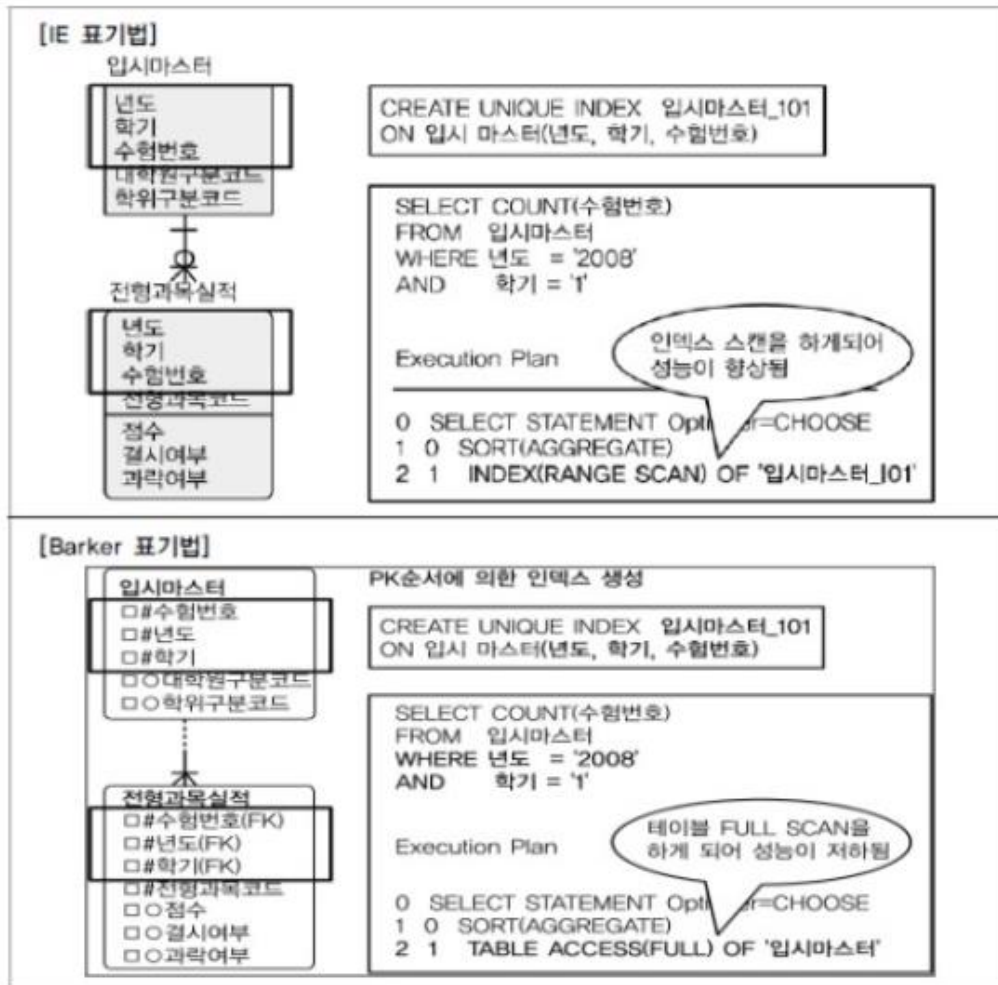 [IE 표기법]
입시마스터
년도
학기
수험번호
대학원구분코드
학위구분코드
CREATE UNIQUE INDEX 입시마스터_101
ON 입시 마스터(년도, 학기, 수험번호)
전형과목실적
년도
학기
수험번호
전형과목코드
점수
결시여부
과락여부
SELECT COUNT(수험번호)
FROM 입시마스터
WHERE 년도 = '2008'
AND 학기 = '1'
인덱스 스캔을 하게되어
성능이 향상됨
Execution Plan
0 SELECT STATEMENT Optimizer=CHOOSE
1 0 SORT(AGGREGATE)
2 1 INDEX(RANGE SCAN) OF '입시마스터_I01'
[Barker 표기법]
입시마스터
□#수험번호
□#년도
□#학기
□○대학원구분코드
□○학위구분코드
PK순서에 의한 인덱스 생성
CREATE UNIQUE INDEX 입시마스터_101
ON 입시 마스터(년도, 학기, 수험번호)
전형과목실적
□#수험번호(FK)
□#년도(FK)
□#학기(FK)
□#전형과목코드
□○점수
□○결시여부
□○과락여부
SELECT COUNT(수험번호)
FROM 입시마스터
WHERE 년도 = '2008'
AND 학기 = '1'
테이블 FULL SCAN을
하게 되어 성능이 저하됨
Execution Plan
0 SELECT STATEMENT Opti er=CHOOSE
1 0 SORT(AGGREGATE)
2 1 TABLE ACCESS(FULL) OF '입시마스터'